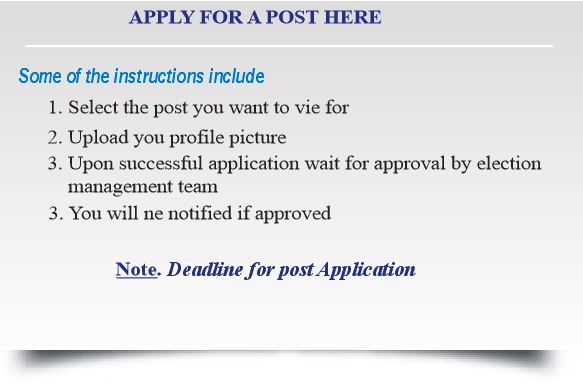 APPLY FOR A POST HERE
Some of the instructions include
1. Select the post you want to vie for
2. Upload you profile picture
3. Upon successful application wait for approval by election
management team
3. You will ne notified if approved
Note. Deadline for post Application